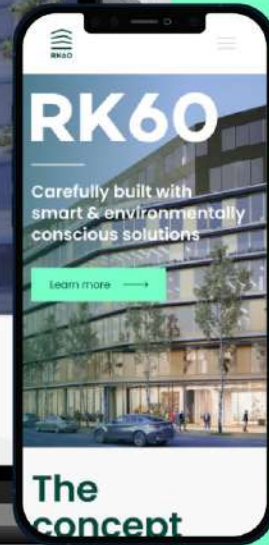 RK60
RK60
Carefully built with
smart & environmentally
conscious solutions
Learn more
The
concept